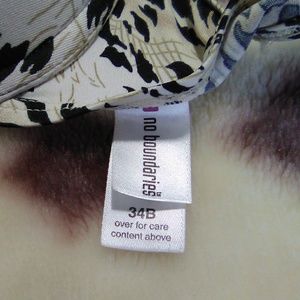 no boundaries
34B
over for care
content above